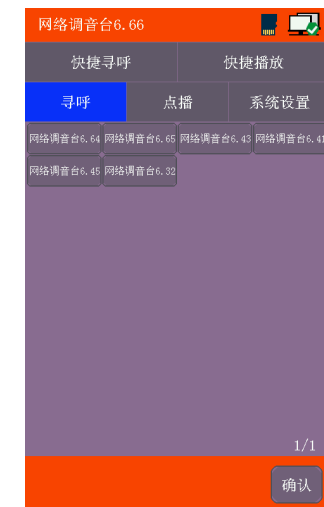 网络调音台6.66
快捷寻呼 快捷播放
寻呼 点播 系统设置
网络调音台6.64 网络调音台6.65 网络调音台6.43 网络调音台6.41
网络调音台6.45 网络调音台6.32
1/1
确认